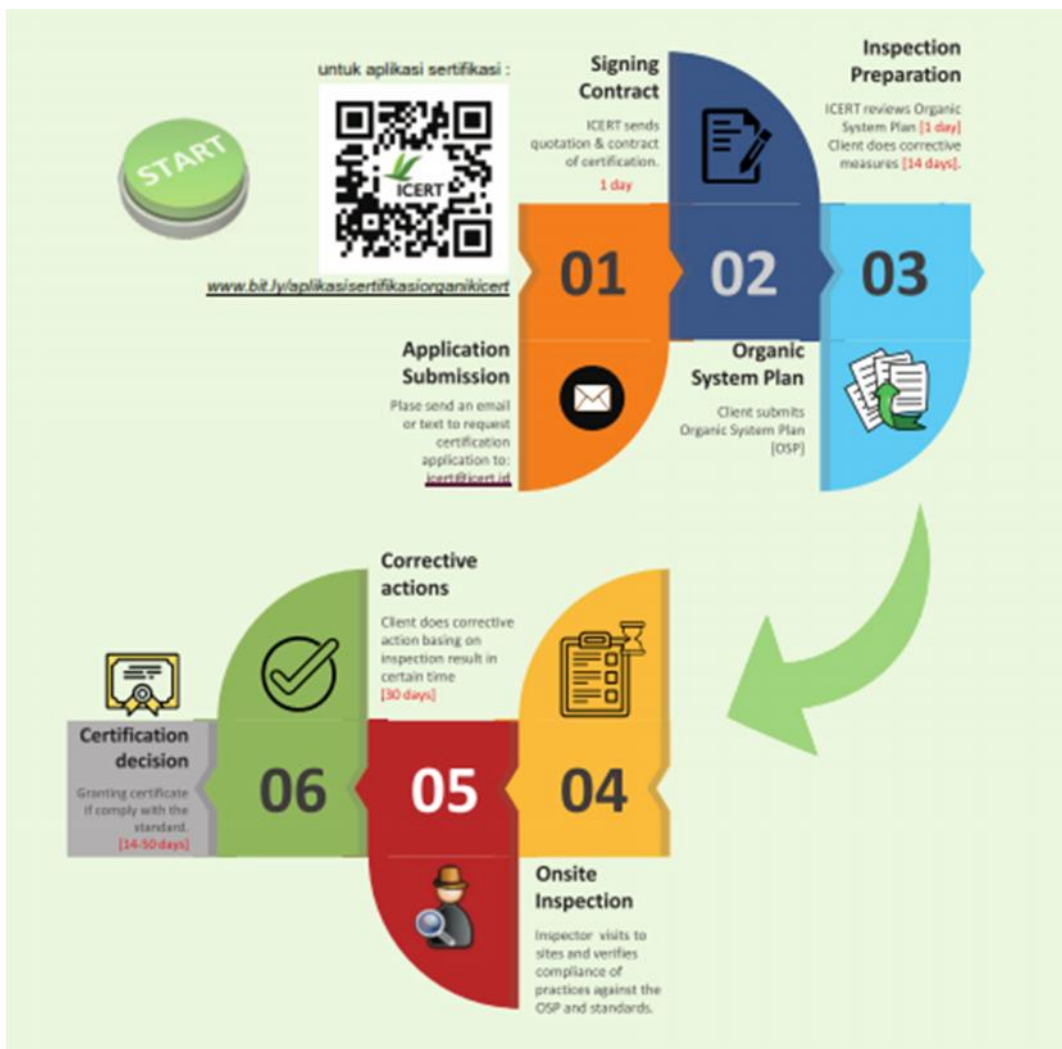 untuk aplikasi sertifikasi :
START
ICERT
www.bit.ly/aplikasisertifikasiorganikicert
Application
Submission
Plase send an email
or text to request
certification
application to:
icert@icert.id
01
Signing
Contract
ICERT sends
quotation & contract
of certification.
1 day
02
Organic
System Plan
Client submits
Organic System Plan
[OSP]
03
Inspection
Preparation
ICERT reviews Organic
System Plan [1 day]
Client does corrective
measures [14 days].
04
Onsite
Inspection
Inspector visits to
sites and verifies
compliance of
practices against the
OSP and standards.
05
Corrective
actions
Client does corrective
action basing on
inspection result in
certain time
[30 days]
06
Certification
decision
Granting certificate
if comply with the
standard.
[14-50 days]